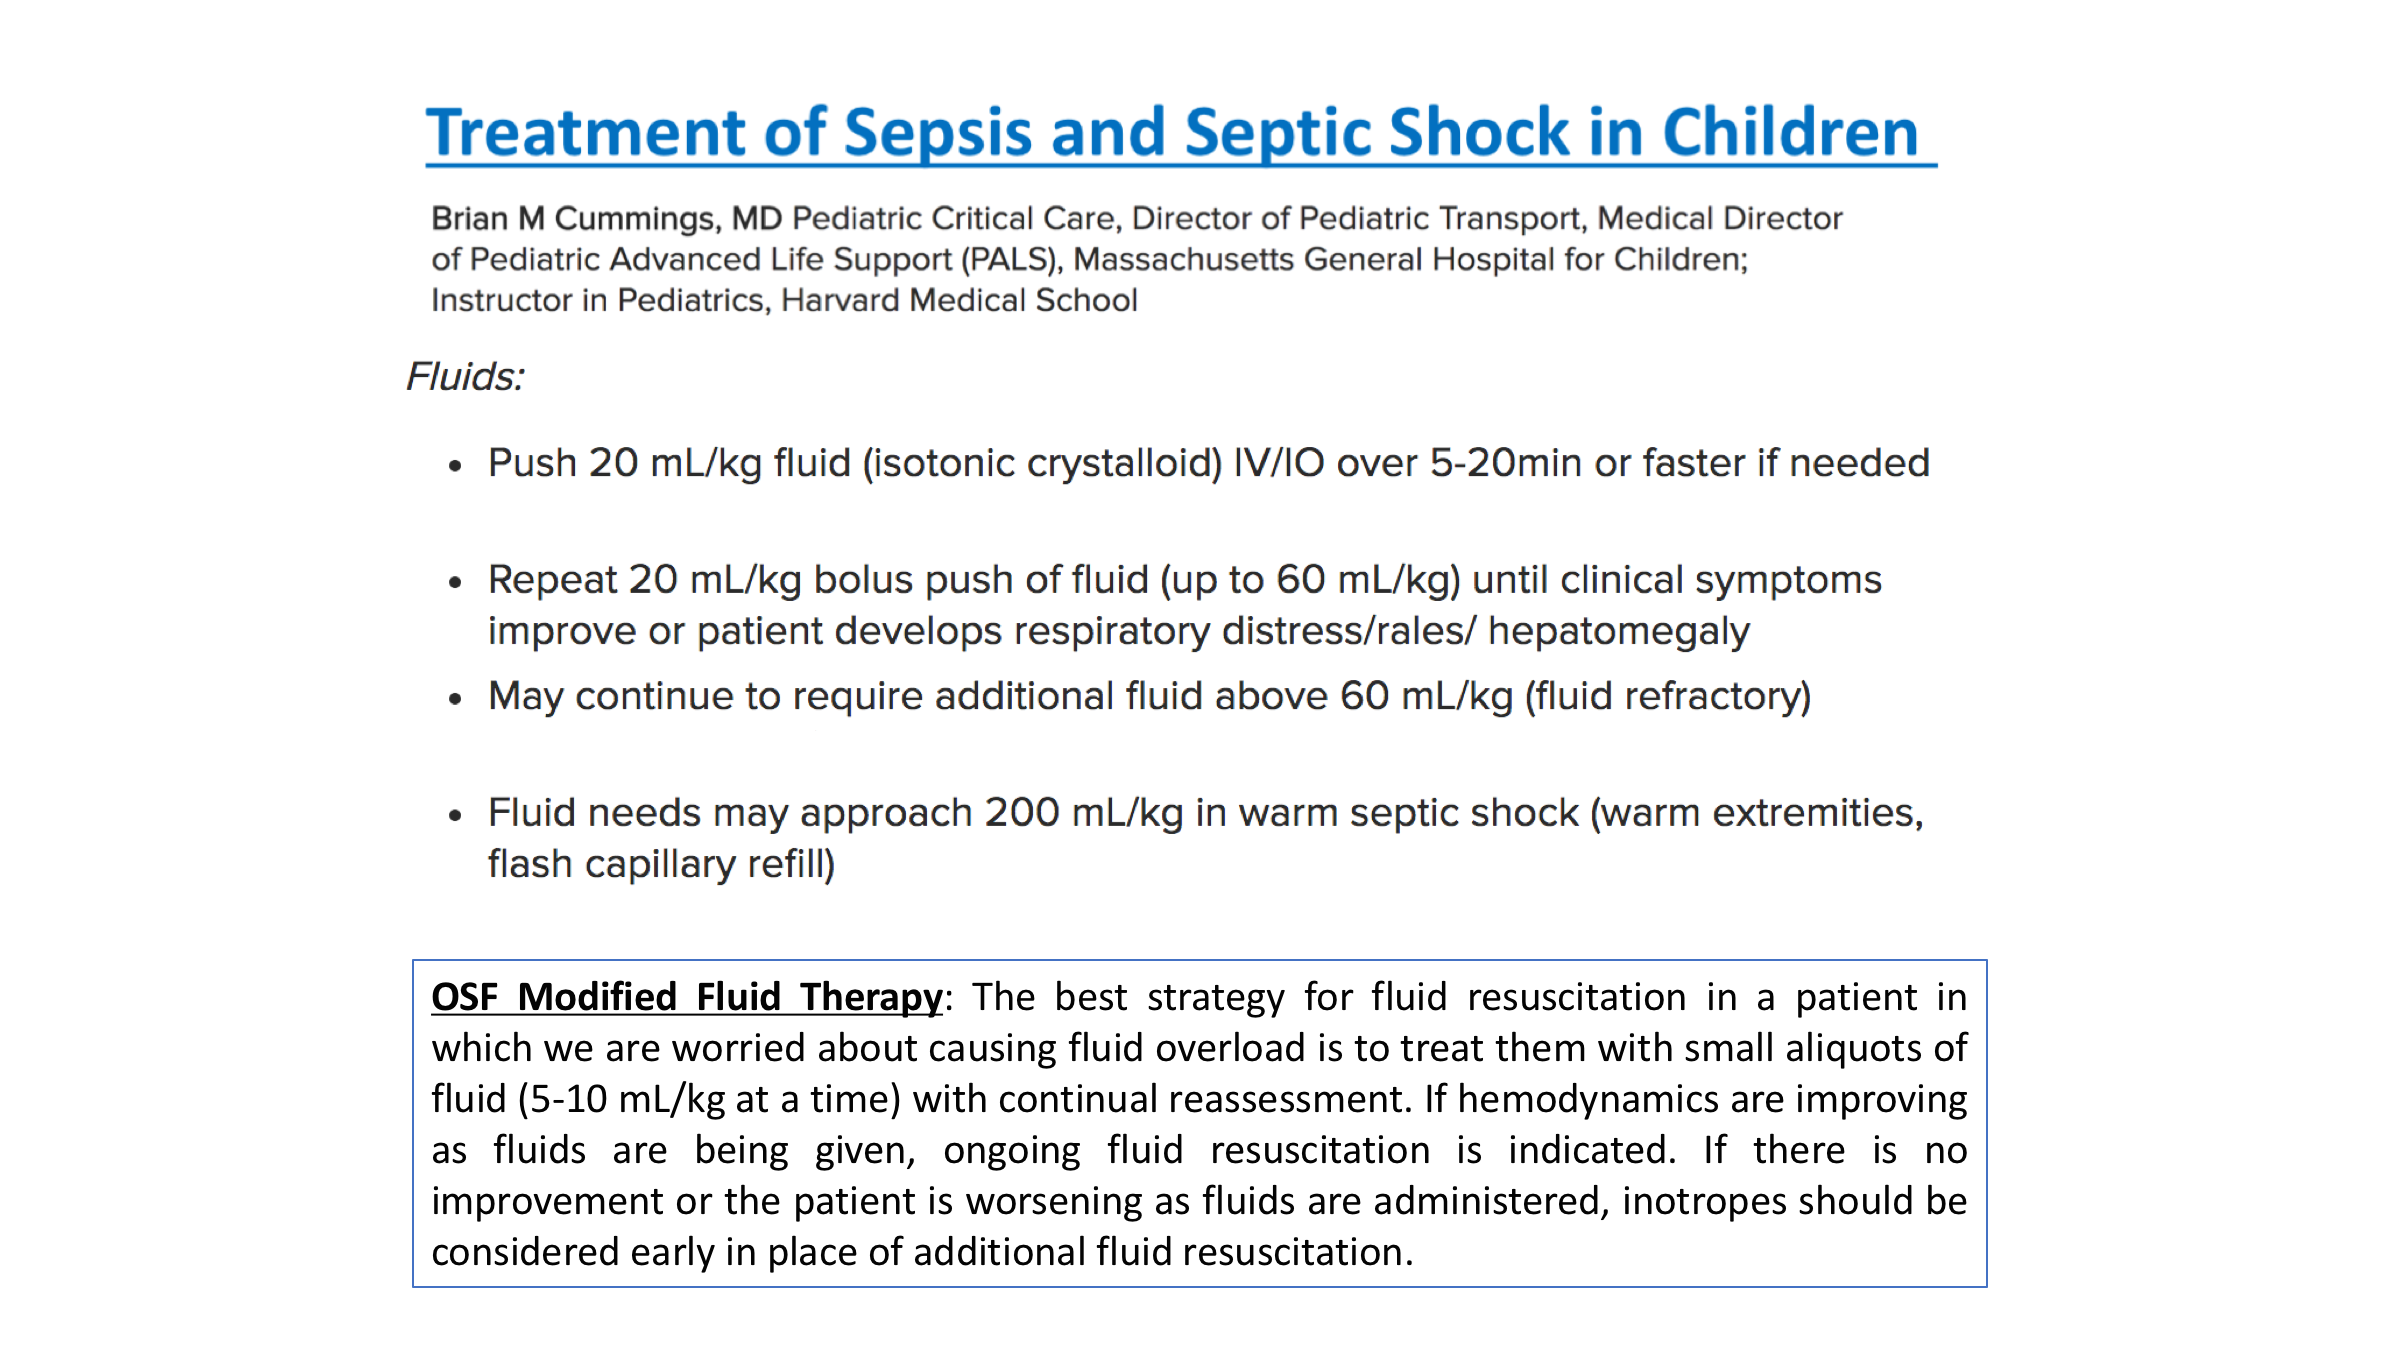 Treatment of Sepsis and Septic Shock in Children
Brian M Cummings, MD Pediatric Critical Care, Director of Pediatric Transport, Medical Director
of Pediatric Advanced Life Support (PALS), Massachusetts General Hospital for Children;
Instructor in Pediatrics, Harvard Medical School
Fluids:
• Push 20 mL/kg fluid (isotonic crystalloid) IV/IO over 5-20min or faster if needed
• Repeat 20 mL/kg bolus push of fluid (up to 60 mL/kg) until clinical symptoms
improve or patient develops respiratory distress/rales/ hepatomegaly
• May continue to require additional fluid above 60 mL/kg (fluid refractory)
• Fluid needs may approach 200 mL/kg in warm septic shock (warm extremities,
flash capillary refill)
OSF Modified Fluid Therapy: The best strategy for fluid resuscitation in a patient in
which we are worried about causing fluid overload is to treat them with small aliquots of
fluid (5-10 mL/kg at a time) with continual reassessment. If hemodynamics are improving
as fluids are being given, ongoing fluid resuscitation is indicated. If there is no
improvement or the patient is worsening as fluids are administered, inotropes should be
considered early in place of additional fluid resuscitation.